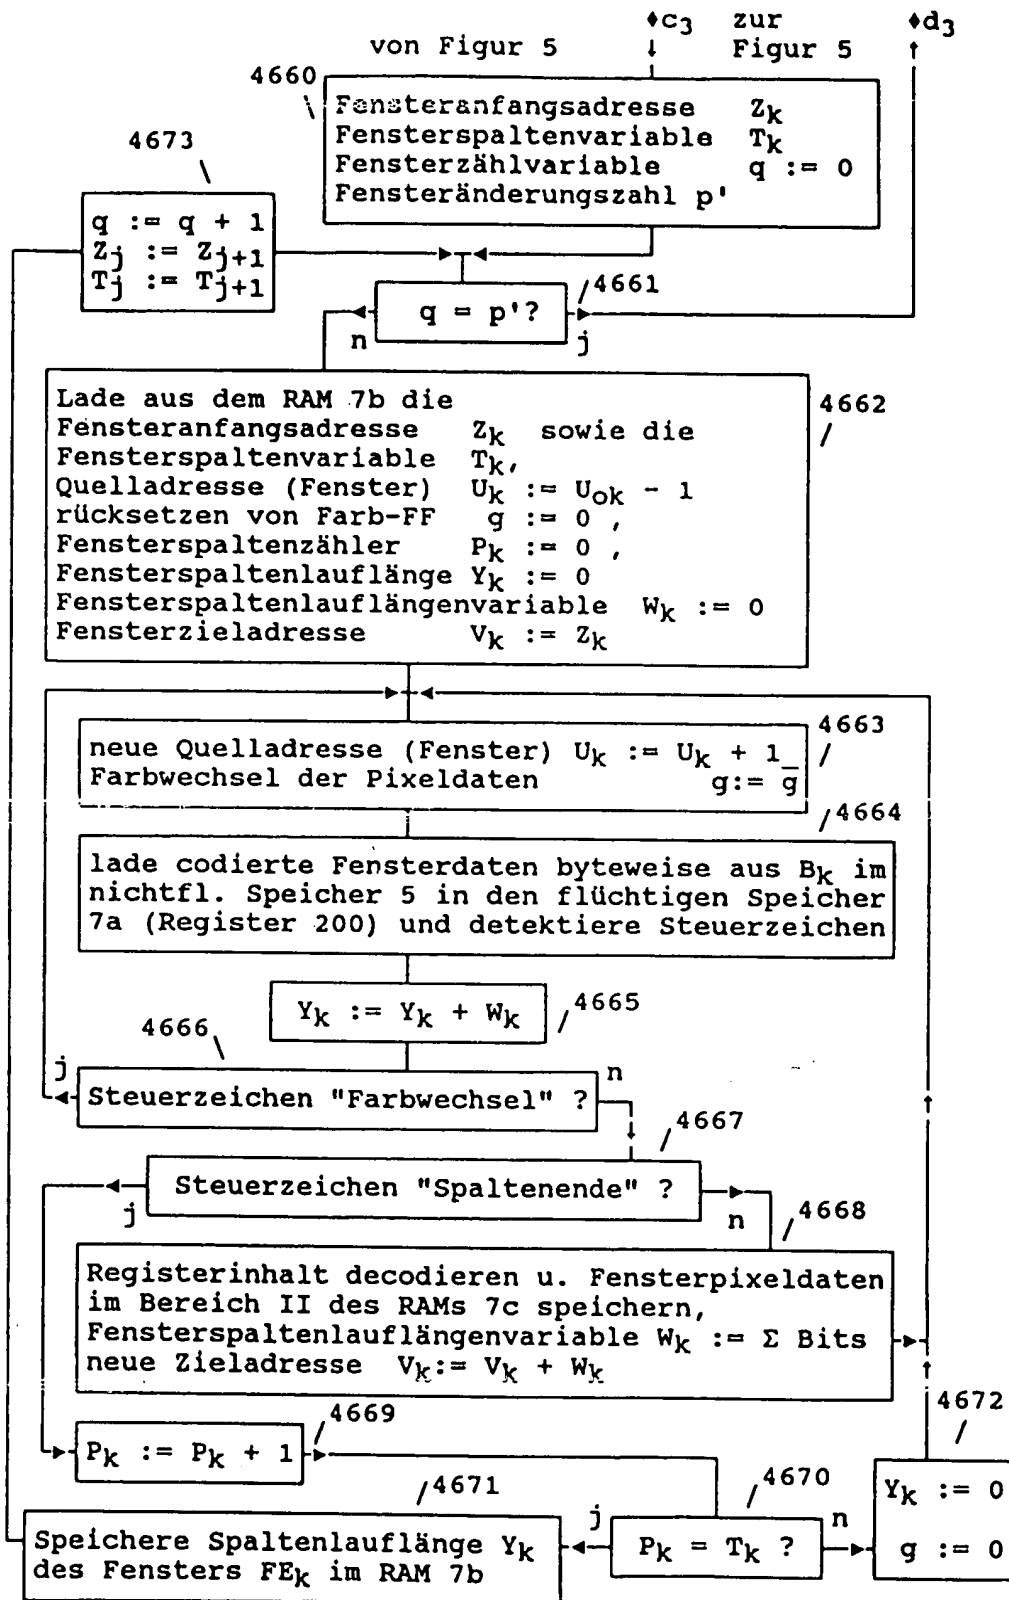 c3 zur d3
von Figur 5 Figur 5
4660
Fensteranfangsadresse Zk
Fensterspaltenvariable Tk
Fensterzählvariable q := 0
Fensteränderungszahl p'
4673
q := q + 1
Zj := Zj+1
Tj := Tj+1
4661
q = p'?
n
j
Lade aus dem RAM 7b die
Fensteranfangsadresse Zk sowie die
Fensterspaltenvariable Tk,
Quelladresse (Fenster) Uk := Uok - 1
rücksetzen von Farb-FF g := 0 ,
Fensterspaltenzähler Pk := 0 ,
Fensterspaltenlauflänge Yk := 0
Fensterspaltenlauflängenvariable Wk := 0
Fensterzieladresse Vk := Zk
4662
4663
neue Quelladresse (Fenster) Uk := Uk + 1
Farbwechsel der Pixeldaten g:= g̅
4664
lade codierte Fensterdaten byteweise aus Bk im
nichtfl. Speicher 5 in den flüchtigen Speicher
7a (Register 200) und detektiere Steuerzeichen
4665
Yk := Yk + Wk
4666
j
n
Steuerzeichen "Farbwechsel" ?
4667
Steuerzeichen "Spaltenende" ?
j
n
4668
Registerinhalt decodieren u. Fensterpixeldaten
im Bereich II des RAMs 7c speichern,
Fensterspaltenlauflängenvariable Wk := Σ Bits
neue Zieladresse Vk:= Vk + Wk
4669
Pk := Pk + 1
4672
Yk := 0
g := 0
4670
j
n
Pk = Tk ?
4671
Speichere Spaltenlauflänge Yk
des Fensters FEk im RAM 7b